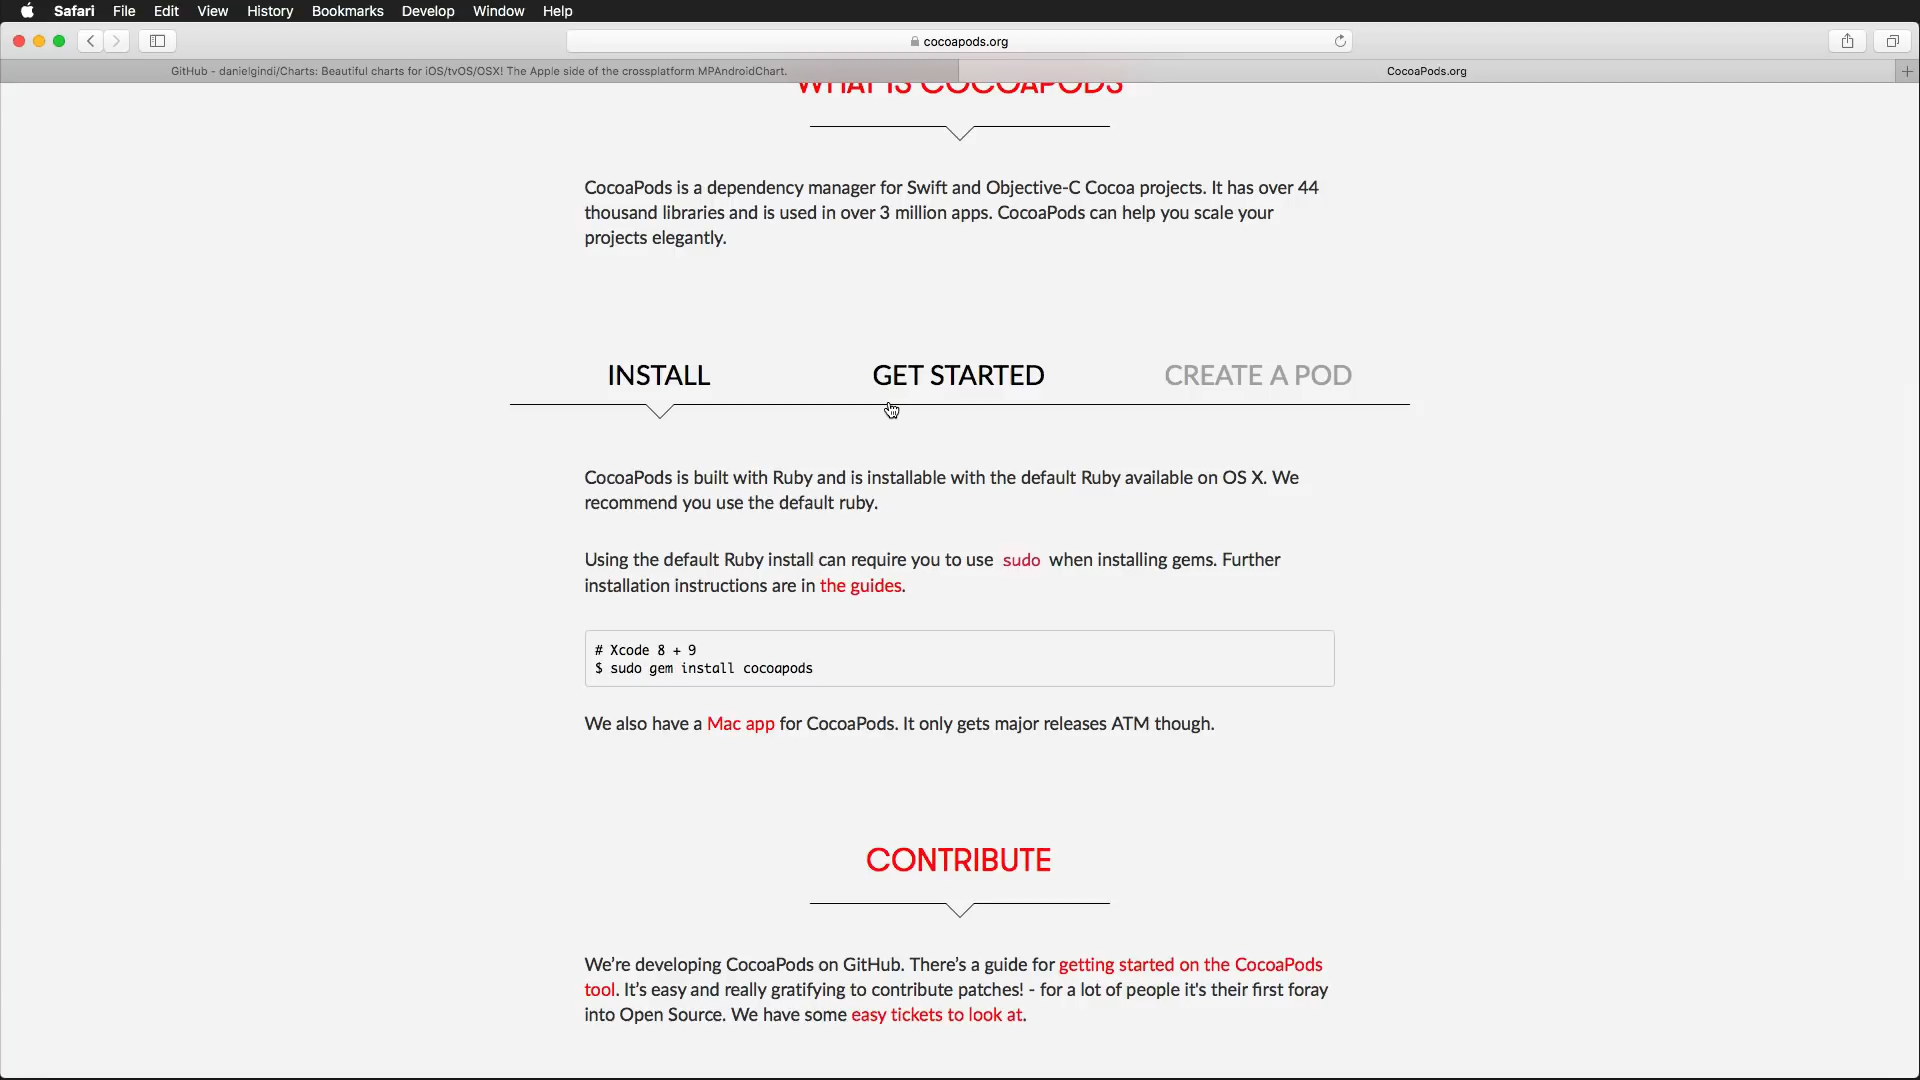 Safari File Edit View History Bookmarks Develop Window Help
cocoapods.org
GitHub - danielgindi/Charts: Beautiful charts for iOS/tvOS/OSX! The Apple side of the crossplatform MPAndroidChart.
CocoaPods.org
WHAT IS COCOAPODS
CocoaPods is a dependency manager for Swift and Objective-C Cocoa projects. It has over 44
thousand libraries and is used in over 3 million apps. CocoaPods can help you scale your
projects elegantly.
INSTALL GET STARTED CREATE A POD
CocoaPods is built with Ruby and is installable with the default Ruby available on OS X. We
recommend you use the default ruby.
Using the default Ruby install can require you to use sudo when installing gems. Further
installation instructions are in the guides.
# Xcode 8 + 9
$ sudo gem install cocoapods
We also have a Mac app for CocoaPods. It only gets major releases ATM though.
CONTRIBUTE
We’re developing CocoaPods on GitHub. There’s a guide for getting started on the CocoaPods
tool. It’s easy and really gratifying to contribute patches! - for a lot of people it's their first foray
into Open Source. We have some easy tickets to look at.